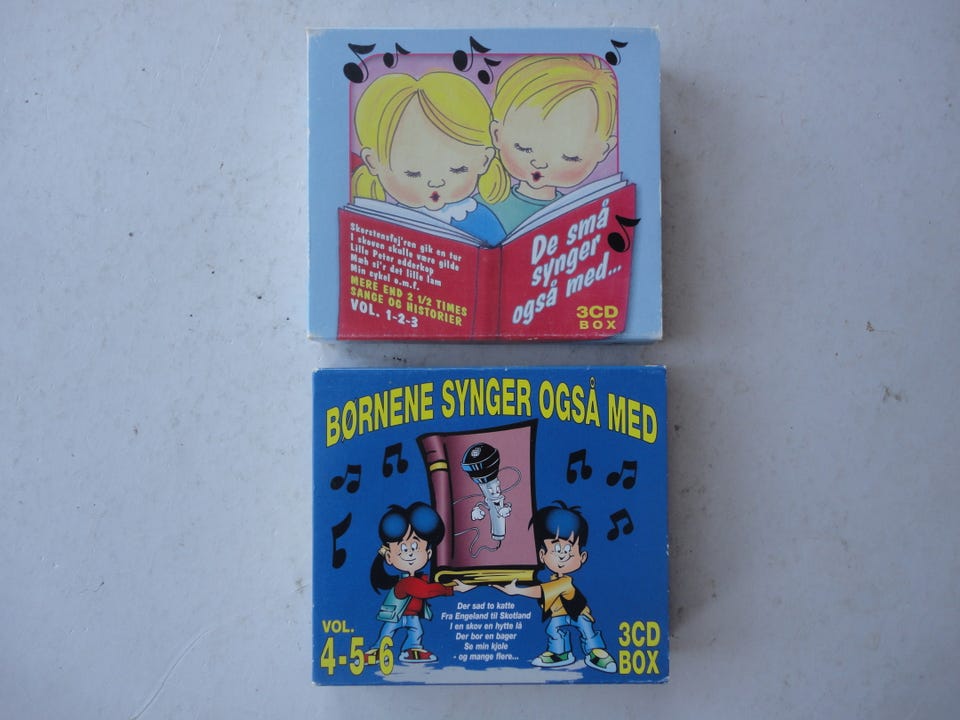 Skorstensfej'ren gik en tur
I skoven skulle være gilde
Lille Peter edderkop
Mæh si'r det lille lam
Min cykel o.m.f.
MERE END 2 1/2 TIMES
SANGE OG HISTORIER
VOL. 1-2-3
De små
synger
også med...
3CD
BOX
BØRNENE SYNGER OGSÅ MED
Der sad to katte
Fra Engeland til Skotland
I en skov en hytte lå
Der bor en bager
Se min kjole
- og mange flere...
VOL.
4-5-6
3CD
BOX